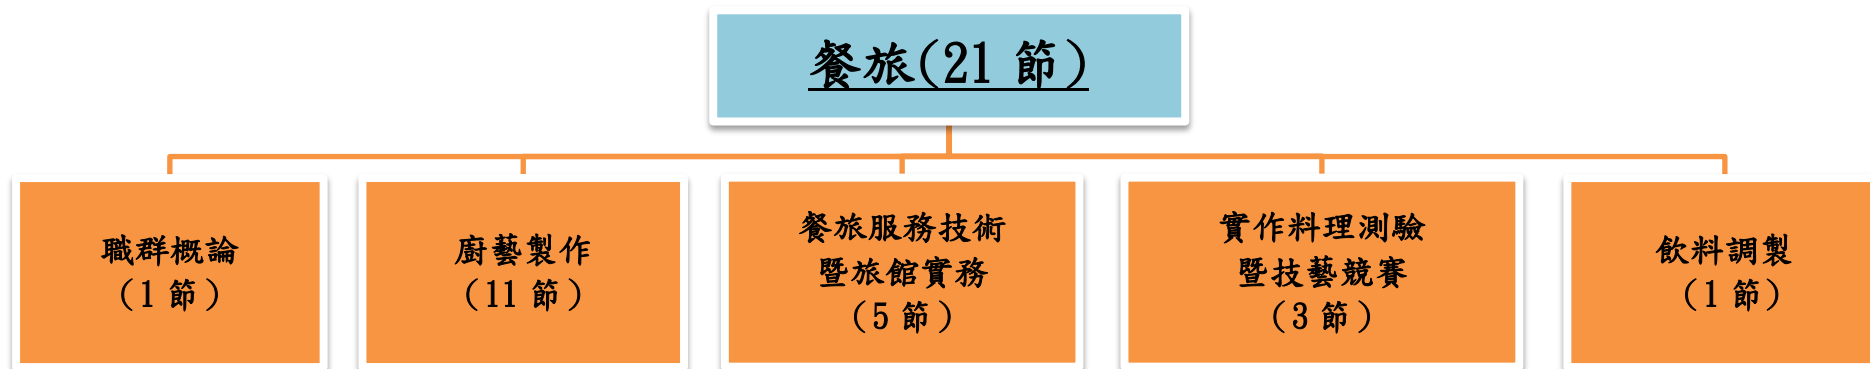 餐旅(21 節)
職群概論
(1 節)
廚藝製作
(11 節)
餐旅服務技術
暨旅館實務
(5 節)
實作料理測驗
暨技藝競賽
(3 節)
飲料調製
(1 節)